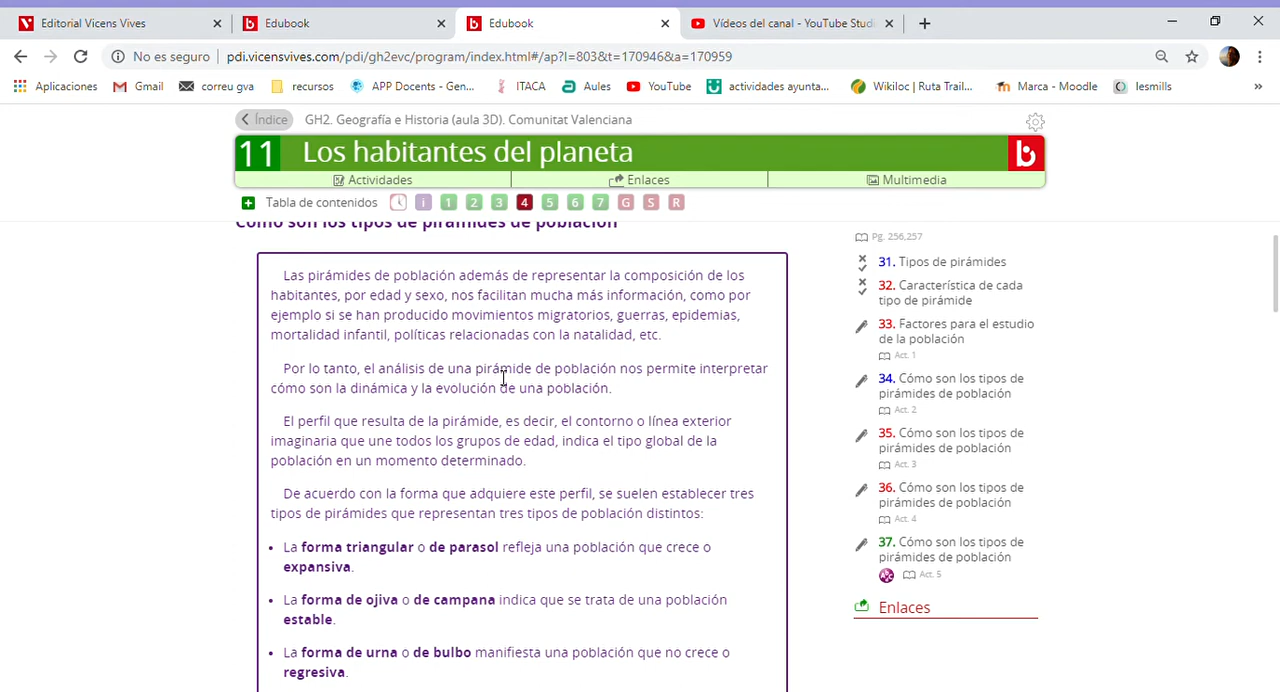 Editorial Vicens Vives
Edubook
Edubook
Vídeos del canal - YouTube Stud
No es seguro
pdi.vicensvives.com/pdi/gh2evc/program/index.html#/ap?l=803&t=170946&a=170959
Aplicaciones
Gmail
correu gva
recursos
APP Docents - Gen...
ITACA
Aules
YouTube
actividades ayunta...
Wikiloc | Ruta Trail...
Marca - Moodle
Iesmills
»
Índice
GH2. Geografía e Historia (aula 3D). Comunitat Valenciana
11 Los habitantes del planeta
Actividades
Enlaces
Multimedia
Tabla de contenidos
i 1 2 3 4 5 6 7 G S R
Cómo son los tipos de pirámides de población
Las pirámides de población además de representar la composición de los
habitantes, por edad y sexo, nos facilitan mucha más información, como por
ejemplo si se han producido movimientos migratorios, guerras, epidemias,
mortalidad infantil, políticas relacionadas con la natalidad, etc.
Por lo tanto, el análisis de una pirámide de población nos permite interpretar
cómo son la dinámica y la evolución de una población.
El perfil que resulta de la pirámide, es decir, el contorno o línea exterior
imaginaria que une todos los grupos de edad, indica el tipo global de la
población en un momento determinado.
De acuerdo con la forma que adquiere este perfil, se suelen establecer tres
tipos de pirámides que representan tres tipos de población distintos:
• La forma triangular o de parasol refleja una población que crece o
expansiva.
• La forma de ojiva o de campana indica que se trata de una población
estable.
• La forma de urna o de bulbo manifiesta una población que no crece o
regresiva.
Pg. 256,257
31. Tipos de pirámides
32. Característica de cada
tipo de pirámide
33. Factores para el estudio
de la población
Act. 1
34. Cómo son los tipos de
pirámides de población
Act. 2
35. Cómo son los tipos de
pirámides de población
Act. 3
36. Cómo son los tipos de
pirámides de población
Act. 4
37. Cómo son los tipos de
pirámides de población
Act. 5
Enlaces